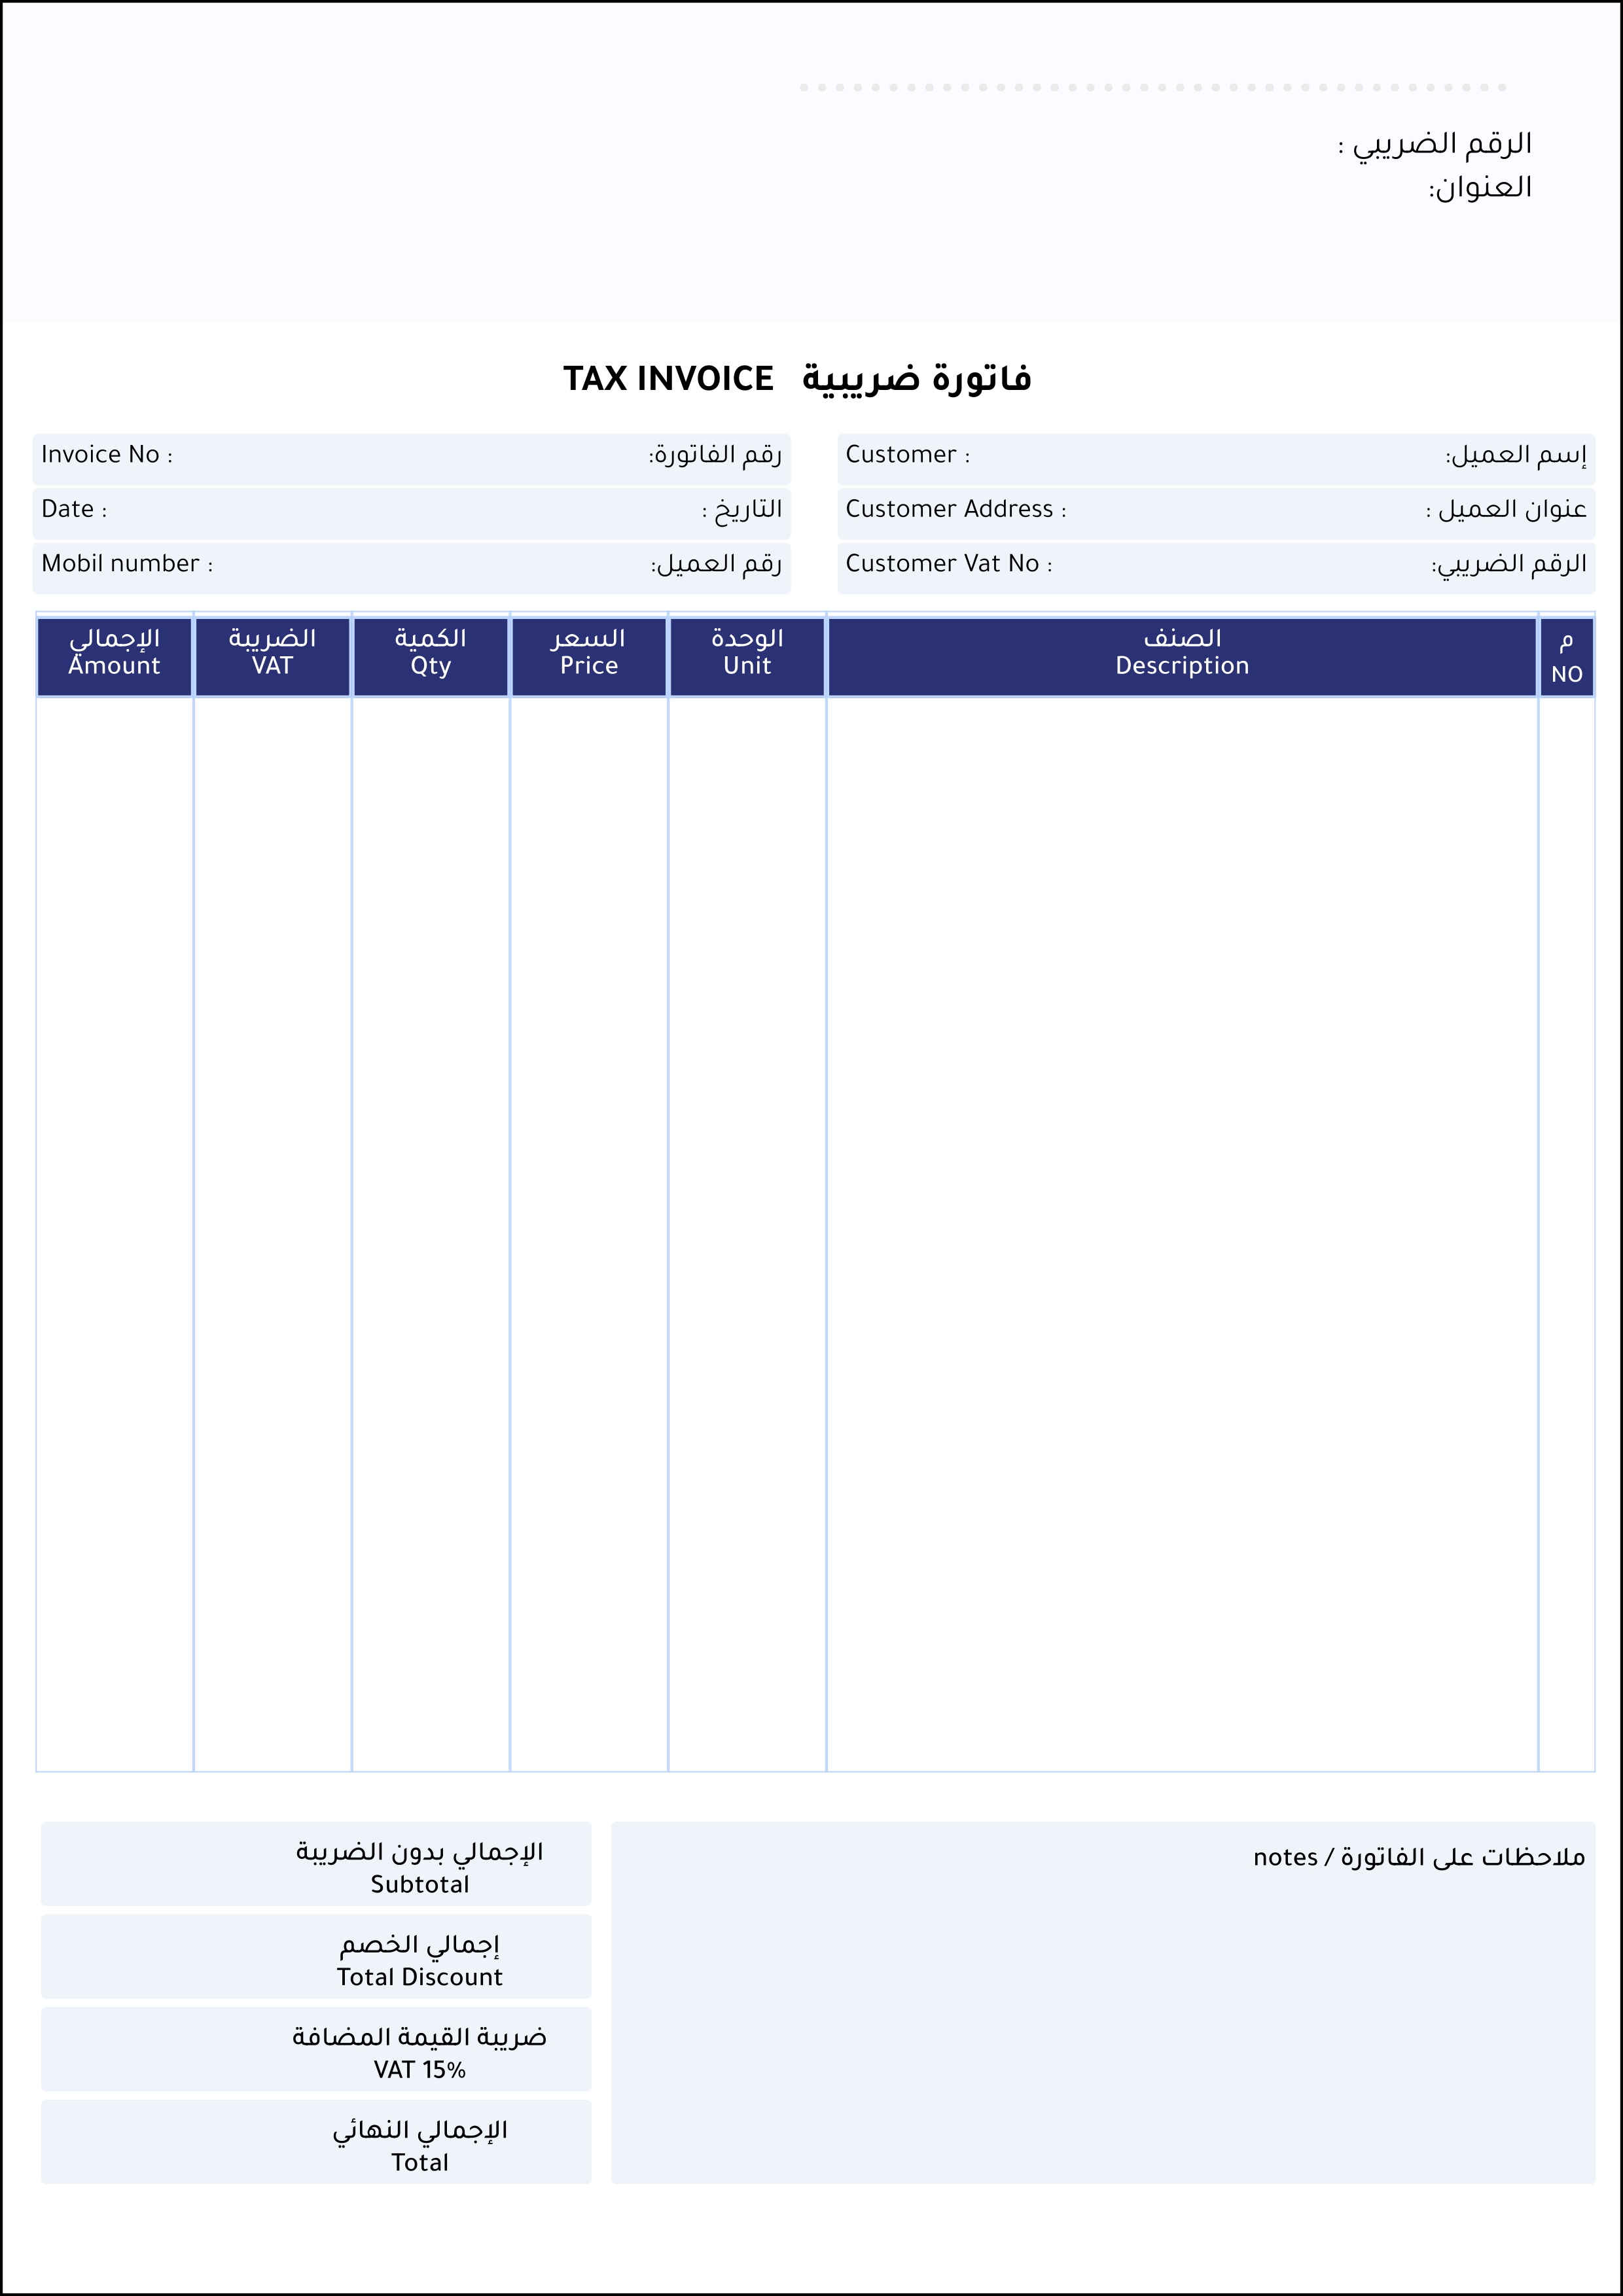 الرقم الضريبي :
العنوان:
فاتورة ضريبية TAX INVOICE
إسم العميل: Customer :
عنوان العميل : Customer Address :
الرقم الضريبي: Customer Vat No :
رقم الفاتورة: Invoice No :
التاريخ : Date :
رقم العميل: Mobil number :
م
NO
الصنف
Description
الوحدة
Unit
السعر
Price
الكمية
Qty
الضريبة
VAT
الإجمالي
Amount
ملاحظات على الفاتورة / notes
الإجمالي بدون الضريبة
Subtotal
إجمالي الخصم
Total Discount
ضريبة القيمة المضافة
VAT 15%
الإجمالي النهائي
Total